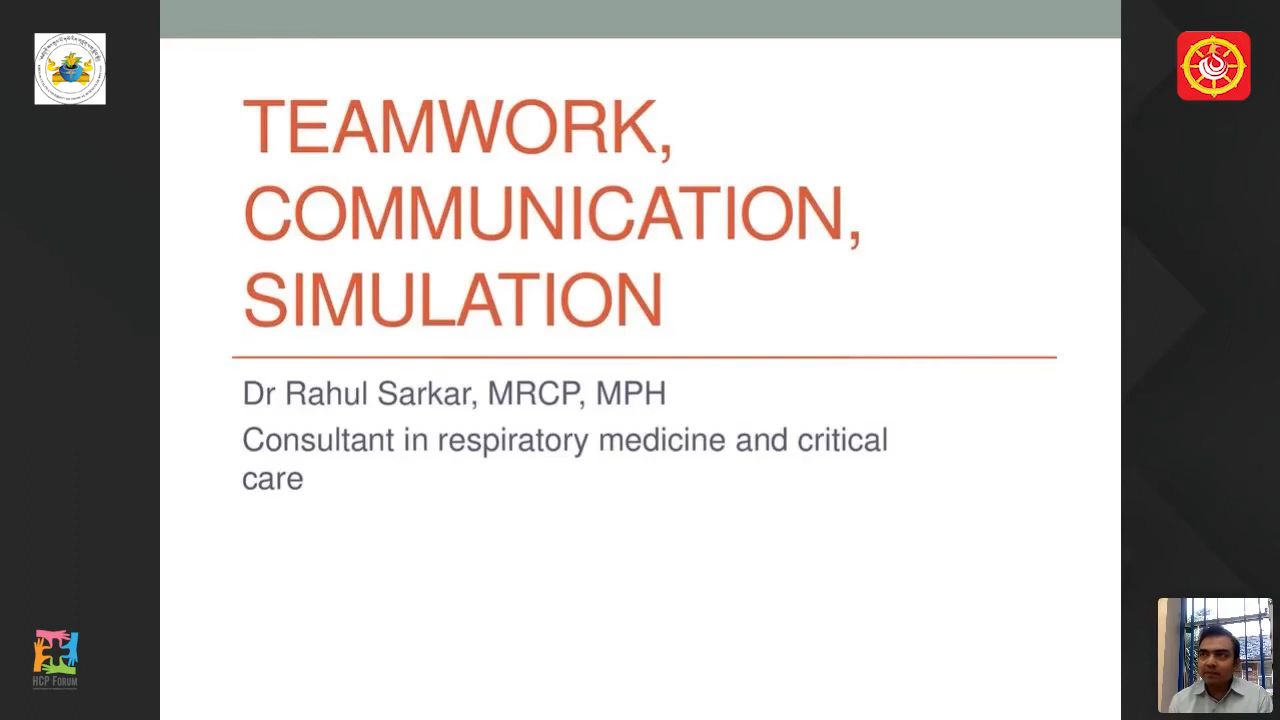 TEAMWORK,
COMMUNICATION,
SIMULATION
Dr Rahul Sarkar, MRCP, MPH
Consultant in respiratory medicine and critical
care
HCP FORUM